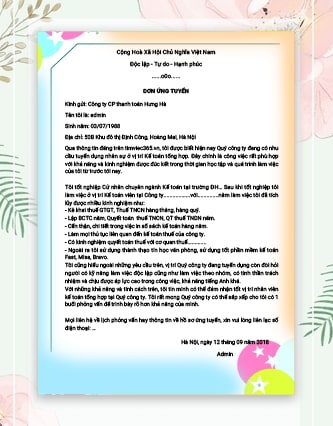 Cộng Hoà Xã Hội Chủ Nghĩa Việt Nam
Độc lập - Tự do - Hạnh phúc
......o0o......
ĐƠN ỨNG TUYỂN
Kính gửi: Công ty CP thanh toán Hưng Hà
Tên tôi là: admin
Sinh năm: 03/07/1988
Địa chỉ: 50B Khu đô thị Định Công, Hoàng Mai, Hà Nội
Qua thông tin đăng trên timviec365.vn, tôi được biết hiện nay Quý công ty đang có nhu
cầu tuyển dụng nhân sự ở vị trí Kế toán tổng hợp. Đây chính là công việc rất phù hợp
với khả năng và kinh nghiệm được đúc kết trong thời gian học tập và quá trình làm việc
của tôi từ trước tới nay.
Tôi tốt nghiệp Cử nhân chuyên ngành Kế toán tại trường ĐH... Sau khi tốt nghiệp tôi
làm việc ở vị trí Kế toán viên tại Công ty................với..........năm làm việc tôi đã tích
lũy được nhiều kinh nghiệm như:
- Kê khai thuế GTGT, Thuế TNCN hàng tháng, hàng quý.
- Lập BCTC năm, Quyết toán thuế TNCN, QT thuế TNDN năm.
- Cẩn thận, chi tiết trong việc in sổ sách kế toán hàng năm.
- Làm mọi thủ tục liên quan đến kế toán thuế của công ty.
- Có kinh nghiệm quyết toán thuế với cơ quan thuế............
- Ngoài ra tôi sử dụng thành thạo tin học văn phòng, sử dụng tốt phần mềm kế toán
Fast, Misa, Bravo.
Tôi cũng hiểu ngoài những yêu cầu trên, vị trí Quý công ty đang tuyển dụng còn đòi hỏi
người có kỹ năng làm việc độc lập cũng như làm việc theo nhóm, có tinh thần trách
nhiệm và chịu được áp lực cao trong công việc, khả năng tiếng Anh khá.
Với những khả năng và tính cách trên, tôi tin mình có thể đảm nhận tốt vị trí nhân viên
kế toán tổng hợp tại Quý công ty. Tôi rất mong Quý công ty có thể sắp xếp cho tôi có 1
buổi phỏng vấn để trình bày rõ hơn khả năng của mình.
Mọi liên hệ về lịch phỏng vấn hay thông tin về hồ sơ ứng tuyển, xin vui lòng liên lạc số
điện thoại: ...
Hà Nội, ngày 12 tháng 09 năm 2018
Admin